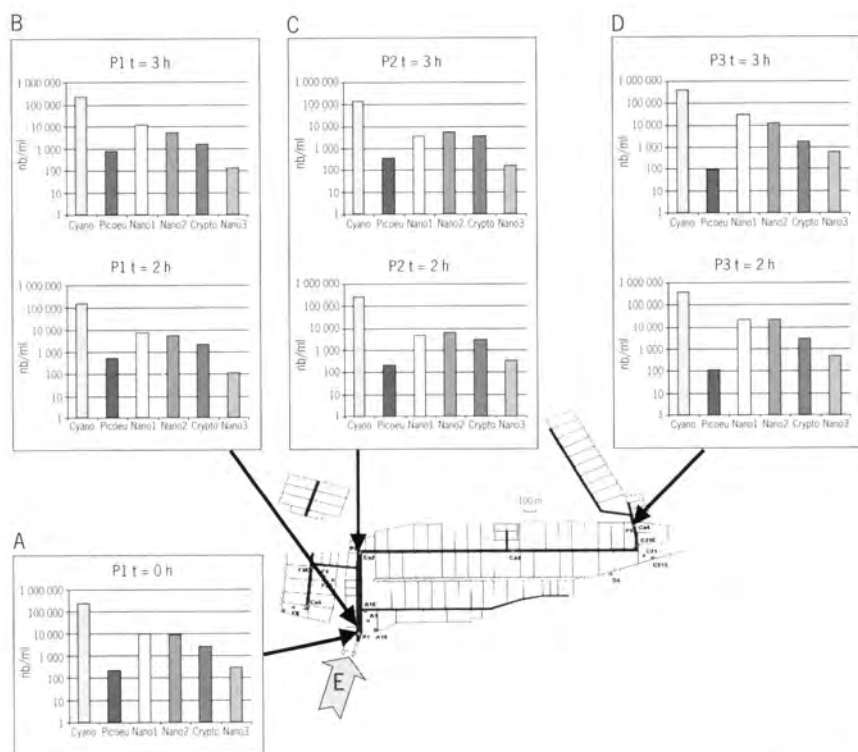 B
C
D
P1 t = 3 h
nb/ml
1 000 000
100 000
10 000
1 000
100
10
1
Cyano Picoeu Nano1 Nano2 Crypto Nano3
P2 t = 3 h
nb/ml
1 000 000
100 000
10 000
1 000
100
10
1
Cyano Picoeu Nano1 Nano2 Crypto Nano3
P3 t = 3 h
nb/ml
1 000 000
100 000
10 000
1 000
100
10
1
Cyano Picoeu Nano1 Nano2 Crypto Nano3
P1 t = 2 h
nb/ml
1 000 000
100 000
10 000
1 000
100
10
1
Cyano Picoeu Nano1 Nano2 Crypto Nano3
P2 t = 2 h
nb/ml
1 000 000
100 000
10 000
1 000
100
10
1
Cyano Picoeu Nano1 Nano2 Crypto Nano3
P3 t = 2 h
nb/ml
1 000 000
100 000
10 000
1 000
100
10
1
Cyano Picoeu Nano1 Nano2 Crypto Nano3
100 m
A
P1 t = 0 h
nb/ml
1 000 000
100 000
10 000
1 000
100
10
1
Cyano Picoeu Nano1 Nano2 Crypto Nano3
P1
E